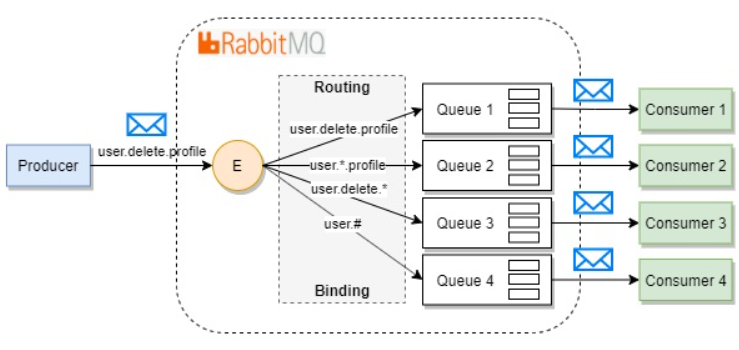 RabbitMQ
Routing
Producer
user.delete.profile
E
user.delete.profile
user.*.profile
user.delete.*
user.#
Binding
Queue 1
Consumer 1
Queue 2
Consumer 2
Queue 3
Consumer 3
Queue 4
Consumer 4